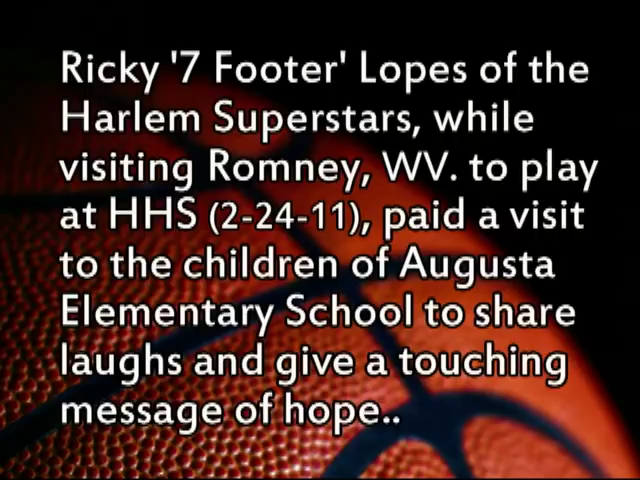 Ricky '7 Footer' Lopes of the
Harlem Superstars, while
visiting Romney, WV. to play
at HHS (2-24-11), paid a visit
to the children of Augusta
Elementary School to share
laughs and give a touching
message of hope..